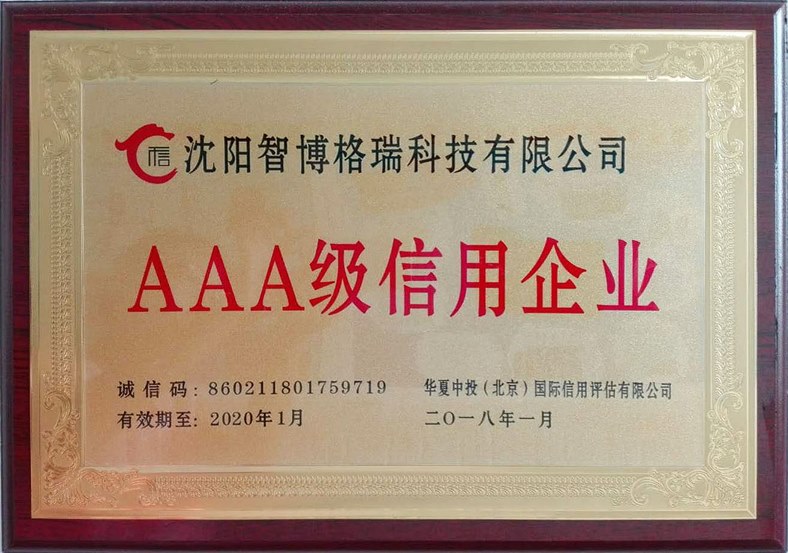 信 沈阳智博格瑞科技有限公司
AAA级信用企业
诚信码: 860211801759719
华夏中投(北京)国际信用评估有限公司
有效期至: 2020年1月
二〇一八年一月